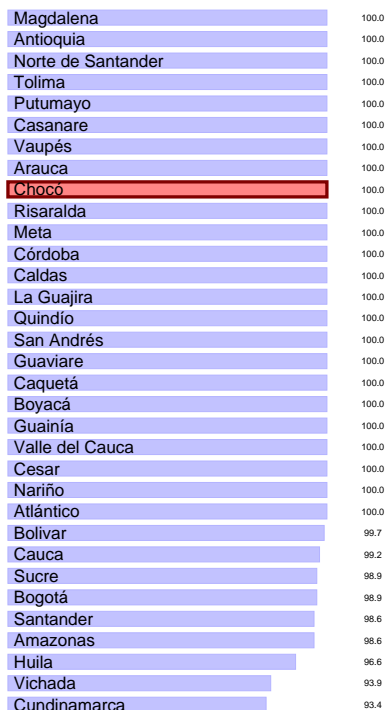 Magdalena 100.0
Antioquia 100.0
Norte de Santander 100.0
Tolima 100.0
Putumayo 100.0
Casanare 100.0
Vaupés 100.0
Arauca 100.0
Chocó 100.0
Risaralda 100.0
Meta 100.0
Córdoba 100.0
Caldas 100.0
La Guajira 100.0
Quindío 100.0
San Andrés 100.0
Guaviare 100.0
Caquetá 100.0
Boyacá 100.0
Guainía 100.0
Valle del Cauca 100.0
Cesar 100.0
Nariño 100.0
Atlántico 100.0
Bolivar 99.7
Cauca 99.2
Sucre 98.9
Bogotá 98.9
Santander 98.6
Amazonas 98.6
Huila 96.6
Vichada 93.9
Cundinamarca 93.4